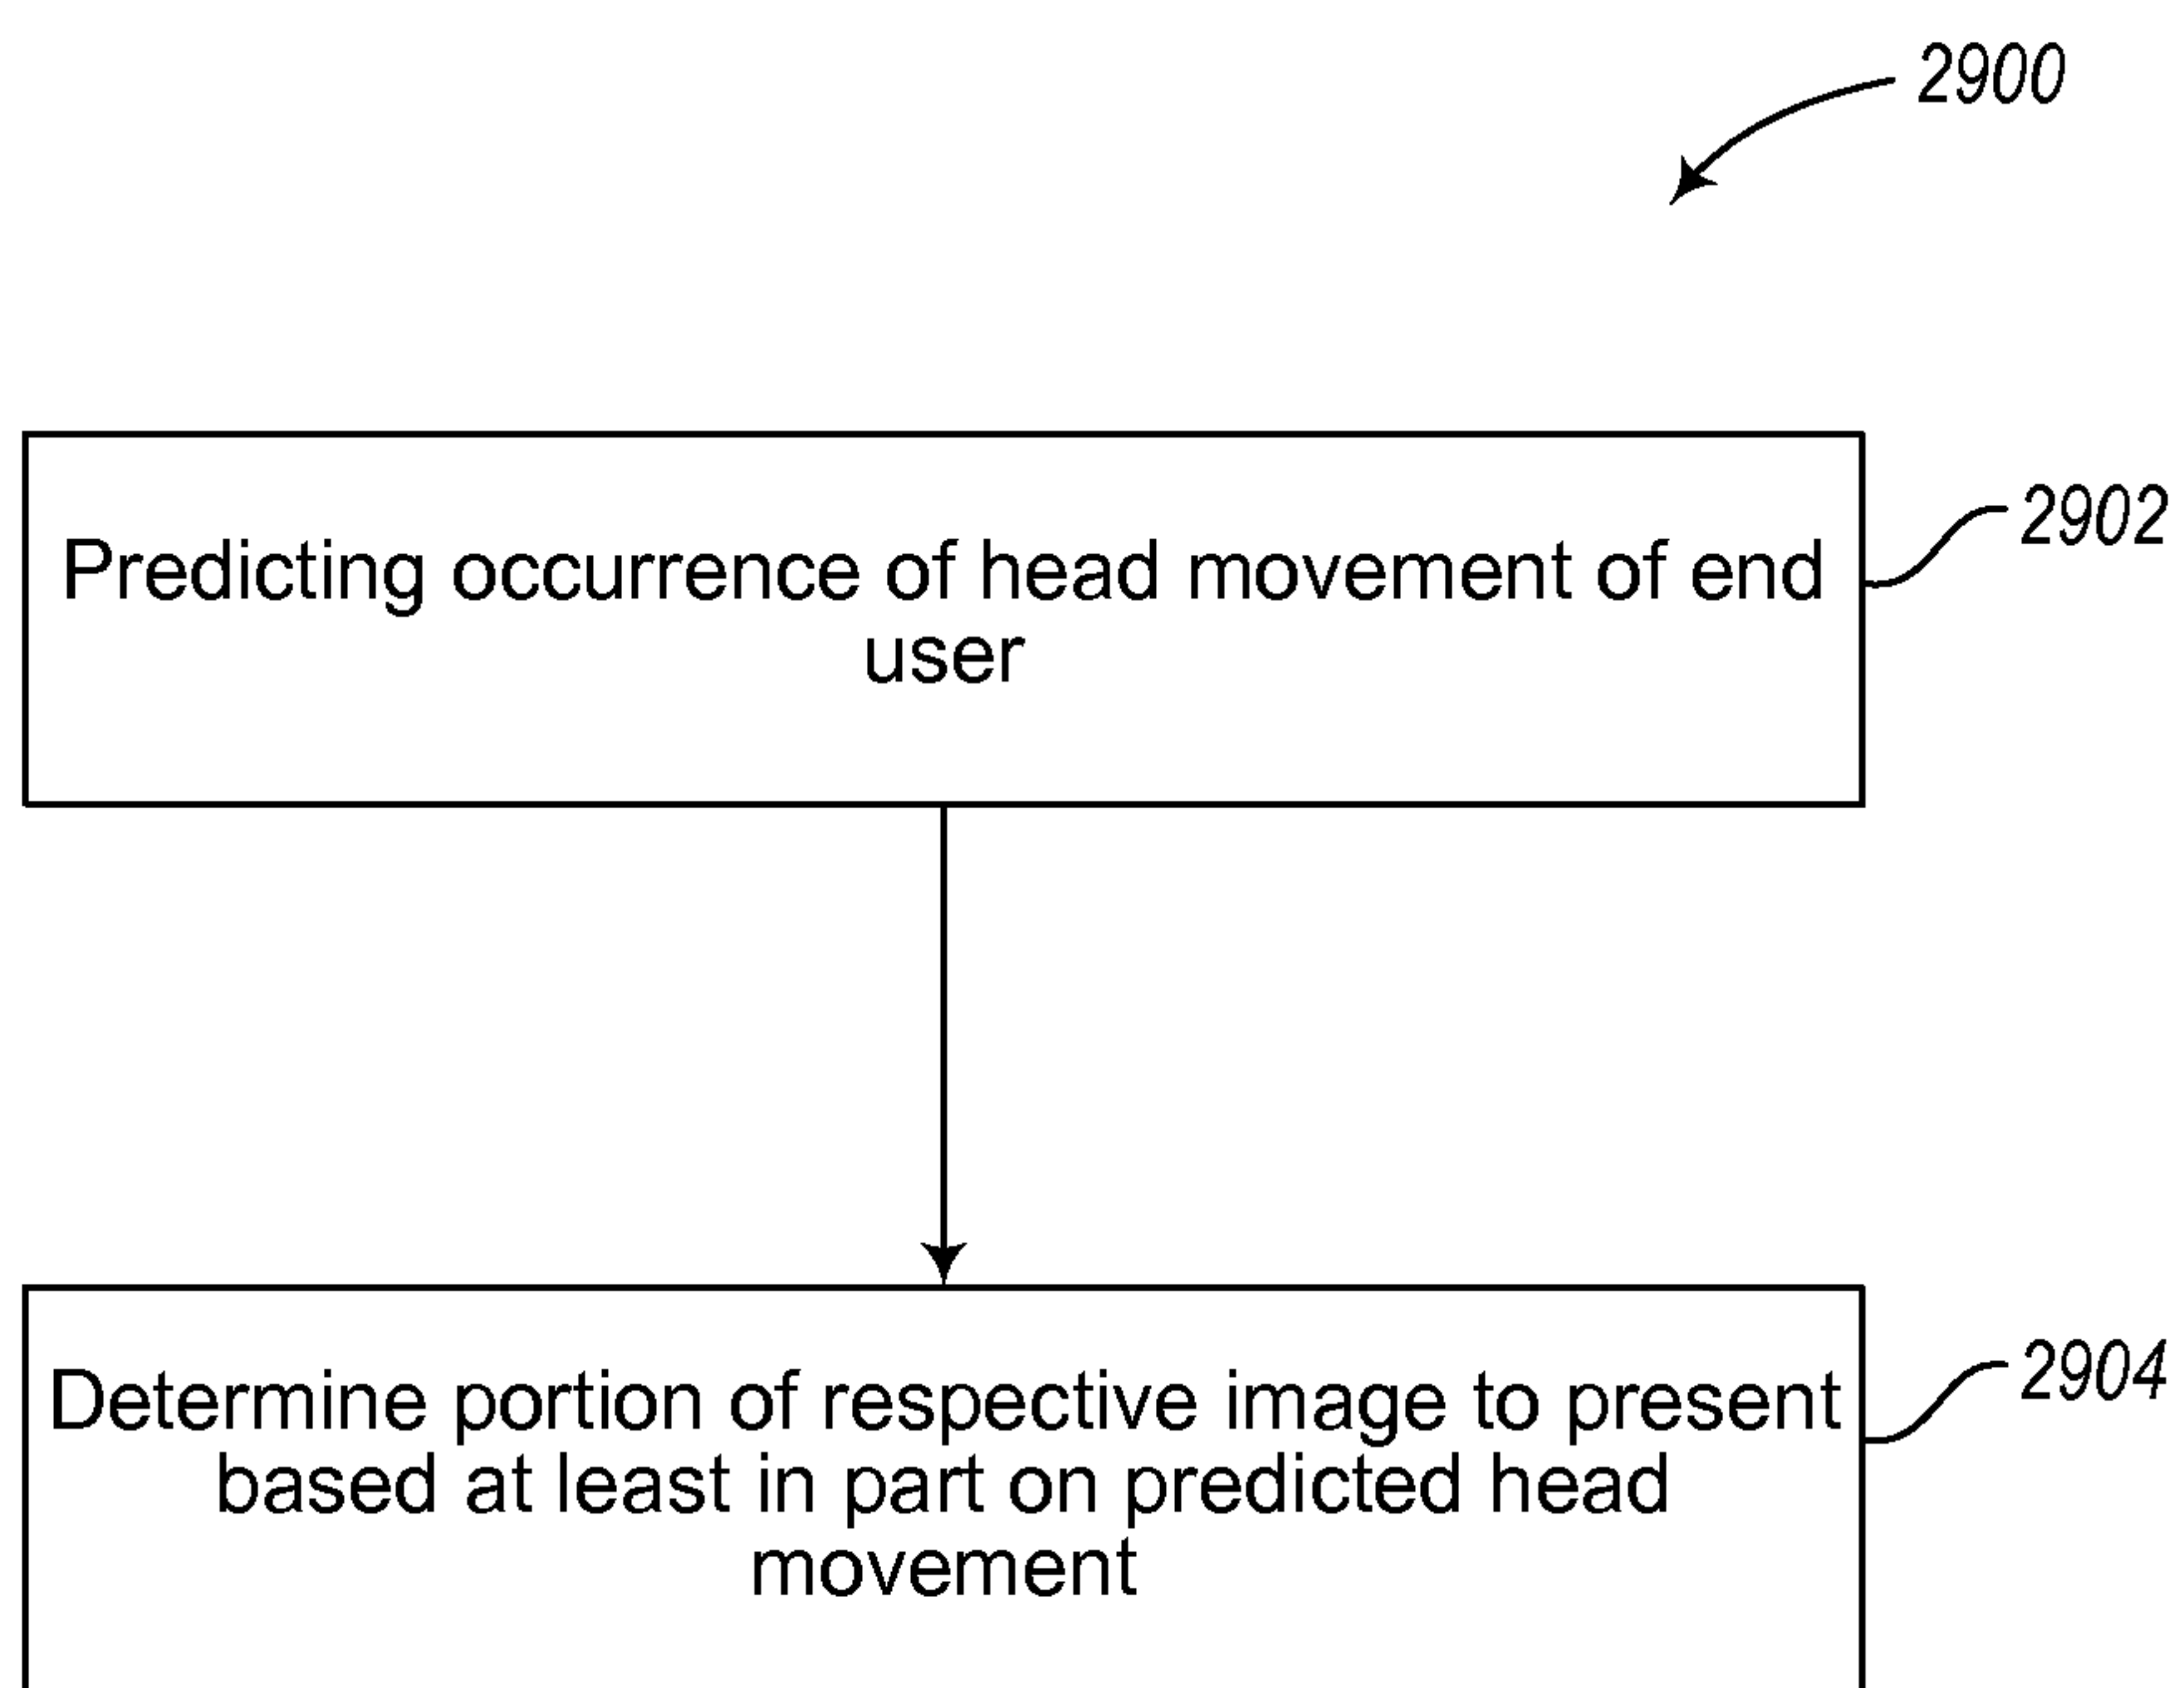 2900
Predicting occurrence of head movement of end
user
2902
Determine portion of respective image to present
based at least in part on predicted head
movement
2904